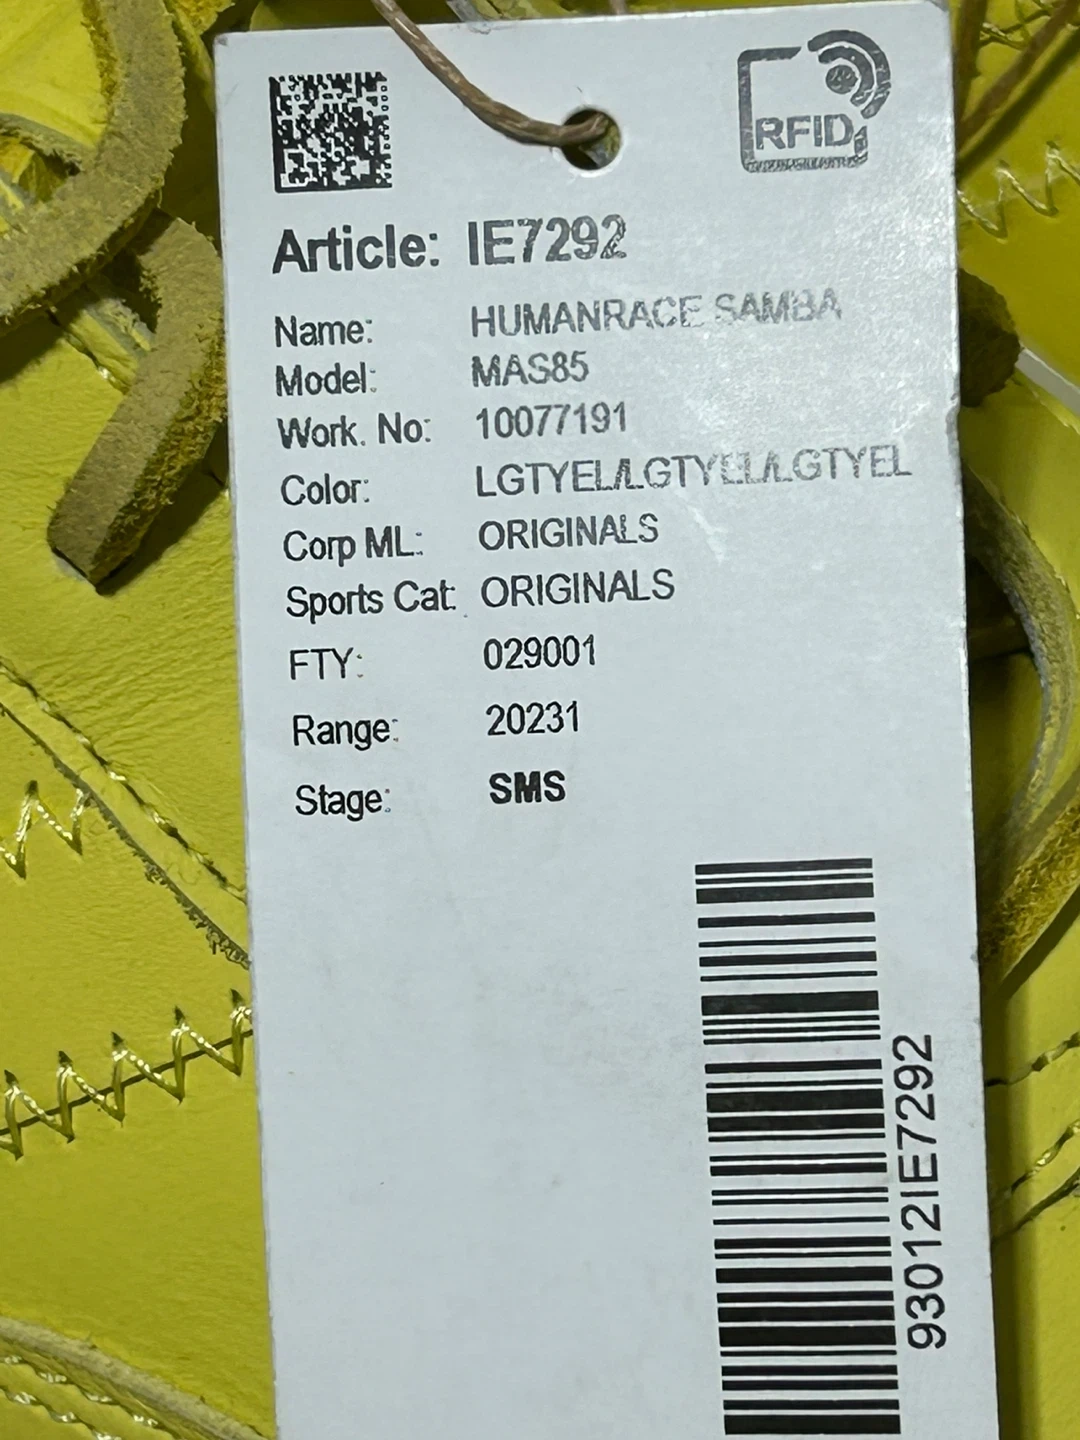 RFID
Article: IE7292
Name: HUMANRACE SAMBA
Model: MAS85
Work. No: 10077191
Color: LGTYEL/LGTYEL/LGTYEL
Corp ML: ORIGINALS
Sports Cat: ORIGINALS
FTY: 029001
Range: 20231
Stage: SMS
93012IE7292